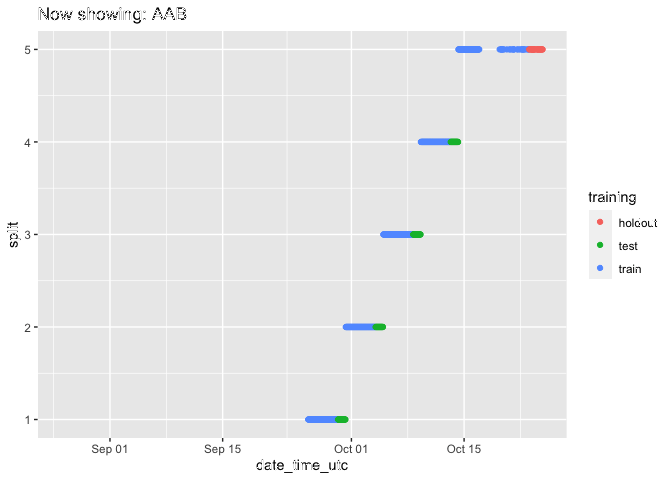 Now showing: AAB
5
4
3
2
1
split
Sep 01
Sep 15
Oct 01
Oct 15
date_time_utc
training
holdout
test
train